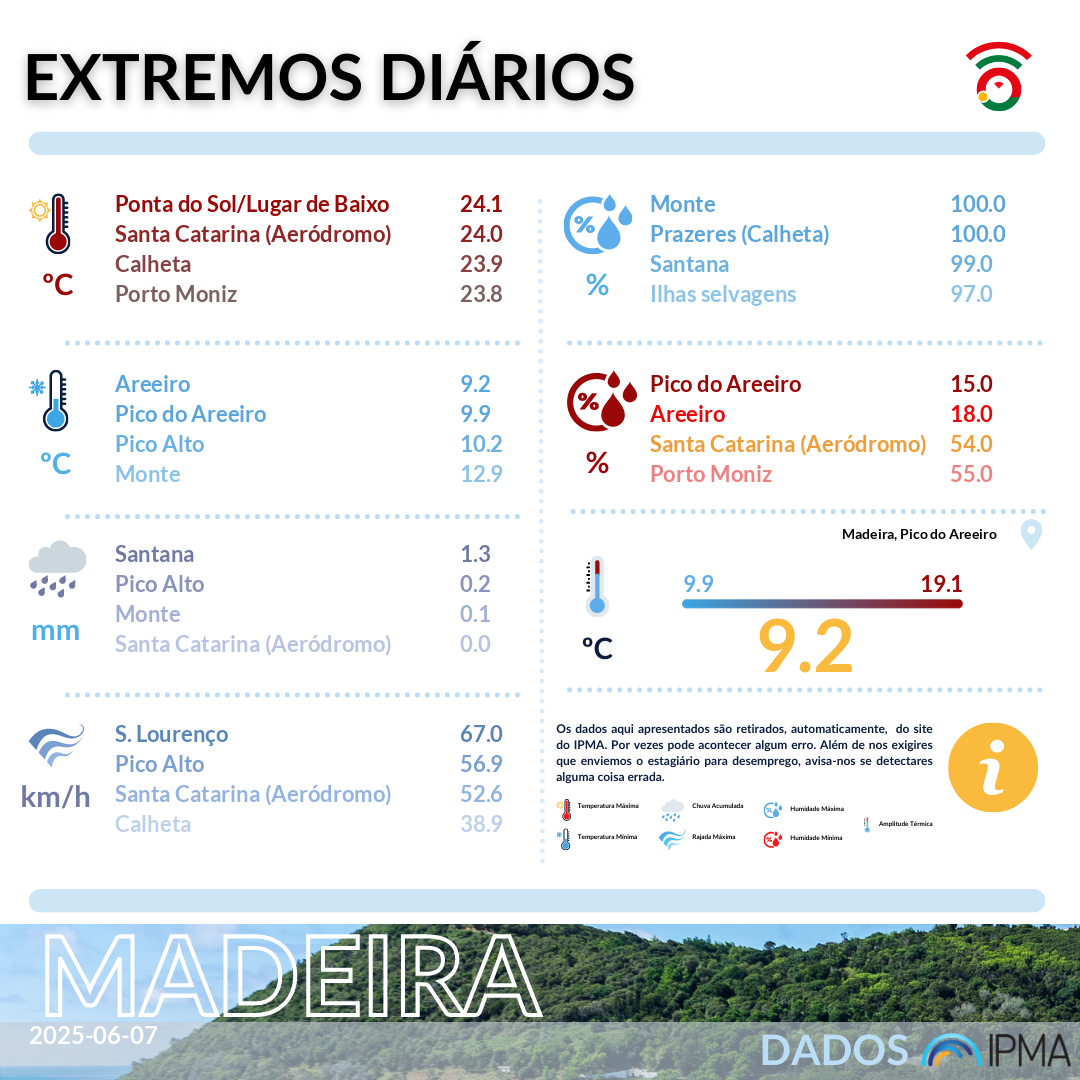 EXTREMOS DIÁRIOS
Ponta do Sol/Lugar de Baixo 24.1
Santa Catarina (Aeródromo) 24.0
Calheta 23.9
Porto Moniz 23.8
ºC
Monte 100.0
Prazeres (Calheta) 100.0
Santana 99.0
Ilhas selvagens 97.0
%
Areeiro 9.2
Pico do Areeiro 9.9
Pico Alto 10.2
Monte 12.9
ºC
Pico do Areeiro 15.0
Areeiro 18.0
Santa Catarina (Aeródromo) 54.0
Porto Moniz 55.0
%
Santana 1.3
Pico Alto 0.2
Monte 0.1
Santa Catarina (Aeródromo) 0.0
mm
Madeira, Pico do Areeiro
9.9 19.1
9.2
ºC
S. Lourenço 67.0
Pico Alto 56.9
Santa Catarina (Aeródromo) 52.6
Calheta 38.9
km/h
Os dados aqui apresentados são retirados, automaticamente, do site
do IPMA. Por vezes pode acontecer algum erro. Além de nos exigires
que enviemos o estagiário para desemprego, avisa-nos se detectares
alguma coisa errada.
Temperatura Máxima Chuva Acumulada Humidade Máxima
Amplitude Térmica
Temperatura Mínima Rajada Máxima Humidade Mínima
MADEIRA
2025-06-07
DADOS IPMA